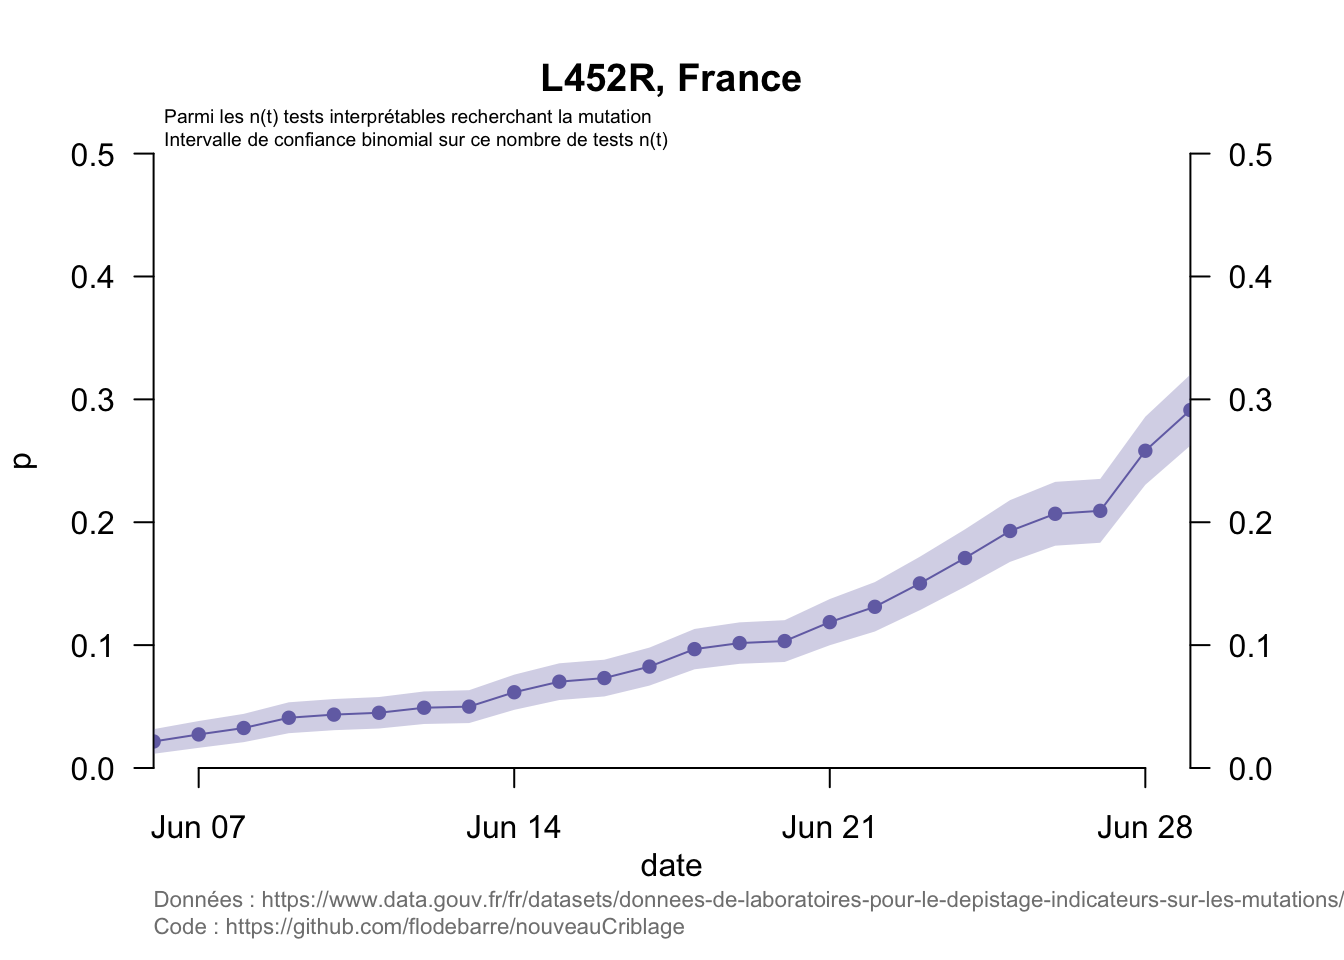 L452R, France
Parmi les n(t) tests interprétables recherchant la mutation
Intervalle de confiance binomial sur ce nombre de tests n(t)
0.5
0.4
0.3
0.2
0.1
0.0
p
0.5
0.4
0.3
0.2
0.1
0.0
Jun 07
Jun 14
Jun 21
Jun 28
date
Données : https://www.data.gouv.fr/fr/datasets/donnees-de-laboratoires-pour-le-depistage-indicateurs-sur-les-mutations/
Code : https://github.com/flodebarre/nouveauCriblage